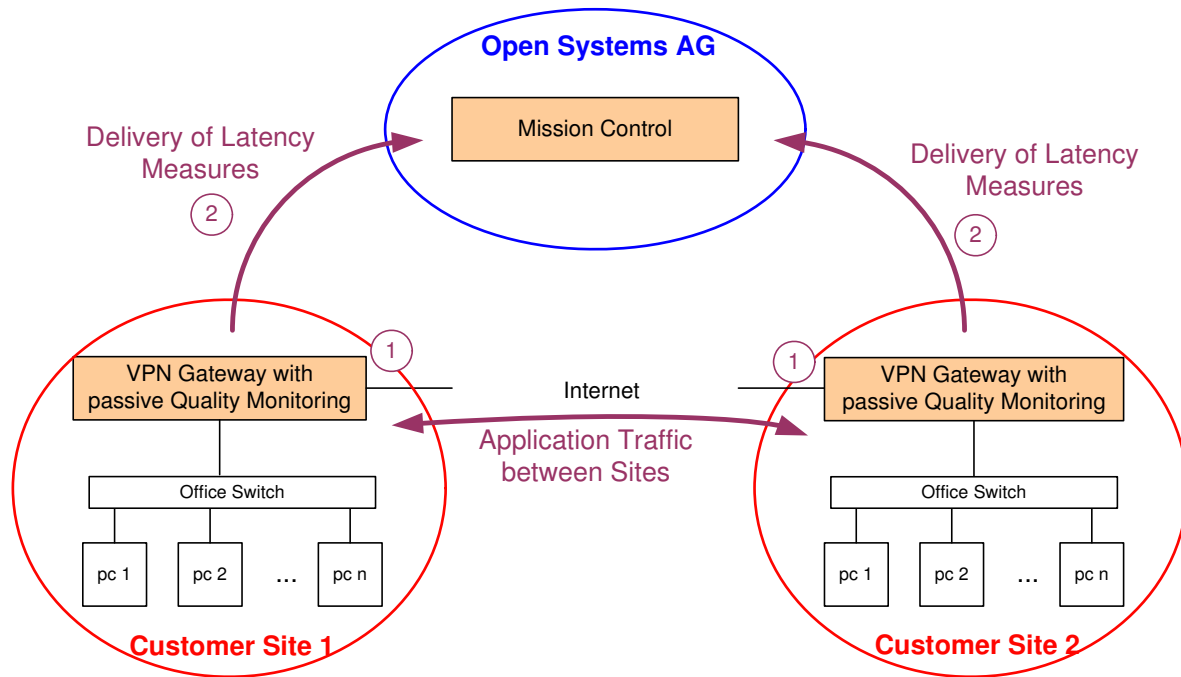 Open Systems AG
Mission Control
Delivery of Latency
Measures
2
Delivery of Latency
Measures
2
1
VPN Gateway with
passive Quality Monitoring
Internet
1
VPN Gateway with
passive Quality Monitoring
Application Traffic
between Sites
Office Switch
pc 1
pc 2
...
pc n
Customer Site 1
Office Switch
pc 1
pc 2
...
pc n
Customer Site 2